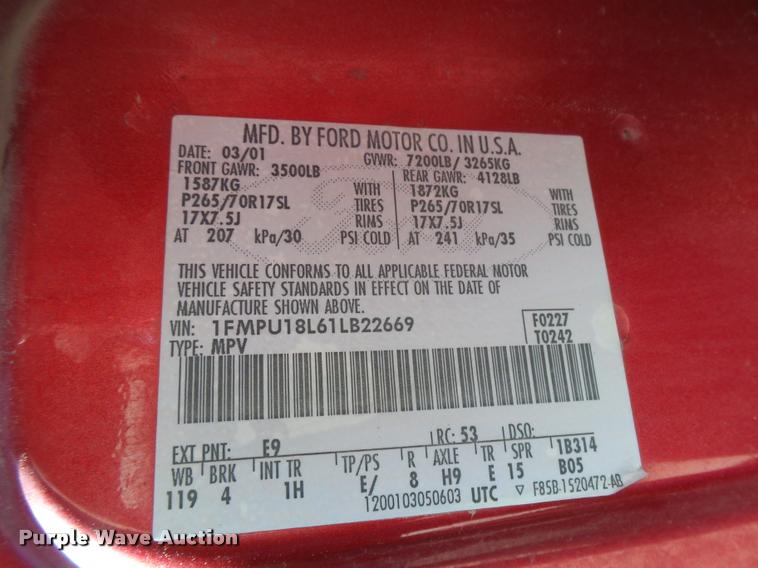 MFD. BY FORD MOTOR CO. IN U.S.A.
DATE: 03/01 GVWR: 7200LB/ 3265KG
FRONT GAWR: 3500LB REAR GAWR: 4128LB
1587KG WITH 1872KG WITH
P265/70R17SL TIRES P265/70R17SL TIRES
17X7.5J RIMS 17X7.5J RIMS
AT 207 kPa/30 PSI COLD AT 241 kPa/35 PSI COLD
THIS VEHICLE CONFORMS TO ALL APPLICABLE FEDERAL MOTOR
VEHICLE SAFETY STANDARDS IN EFFECT ON THE DATE OF
MANUFACTURE SHOWN ABOVE.
VIN: 1FMPU18L61LB22669 F0227
TYPE: MPV T0242
EXT PNT: E9 RC: 53 DSO:
WB BRK INT TR TP/PS R AXLE TR SPR 1B314
119 4 1H E/ 8 H9 E 15 B05
1200103050603 UTC ▽ F85B-1520472-AB
Purple Wave Auction